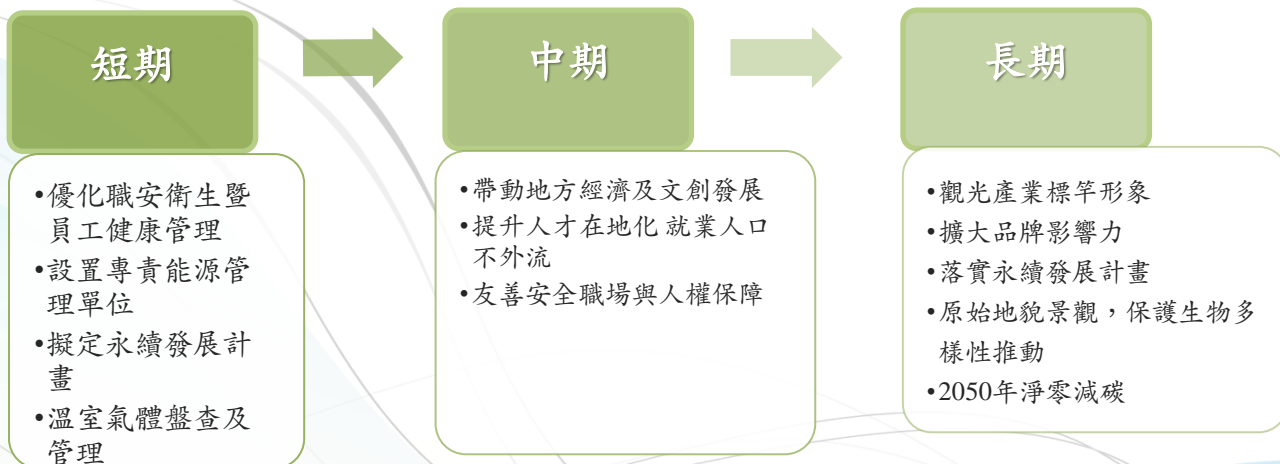 短期
•優化職安衛生暨
員工健康管理
•設置專責能源管
理單位
•擬定永續發展計
畫
•溫室氣體盤查及
管理
中期
•帶動地方經濟及文創發展
•提升人才在地化 就業人口
不外流
•友善安全職場與人權保障
長期
•觀光產業標竿形象
•擴大品牌影響力
•落實永續發展計畫
•原始地貌景觀，保護生物多
樣性推動
•2050年淨零減碳